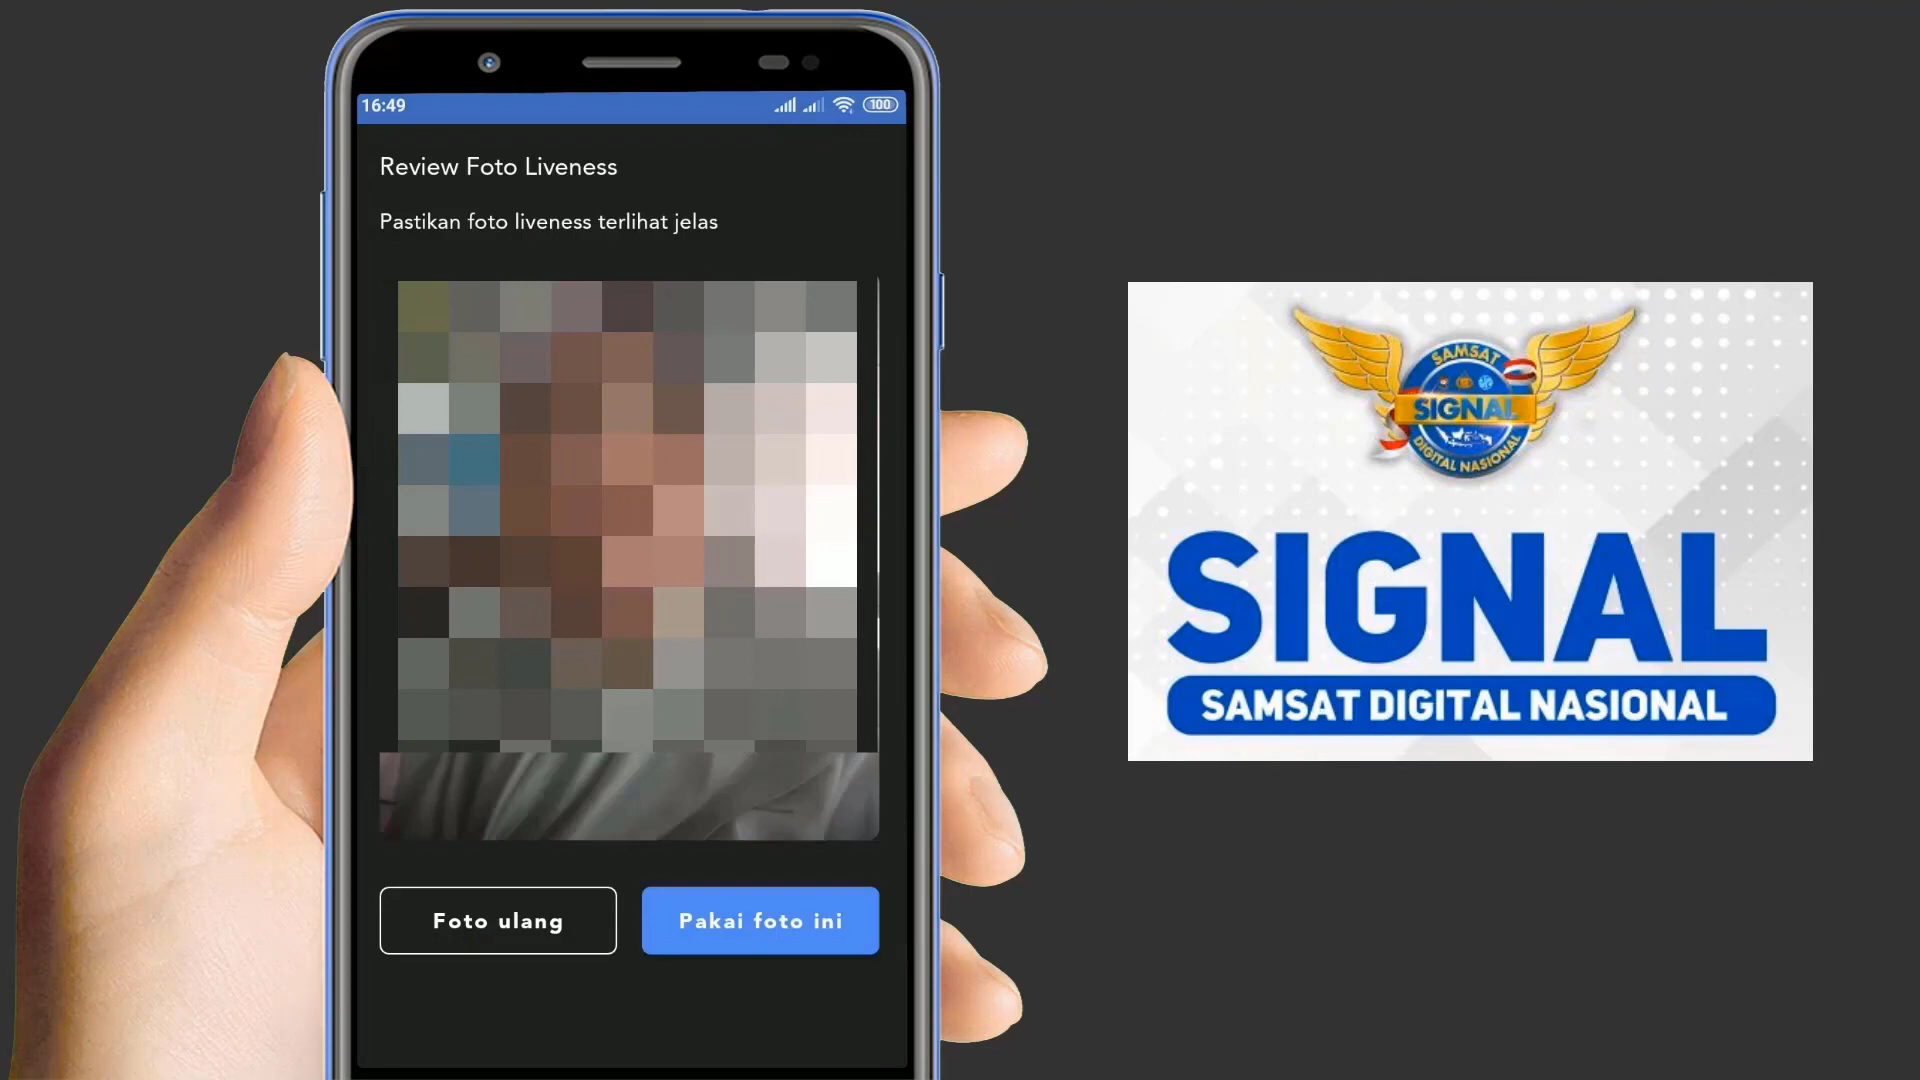 16:49
100
Review Foto Liveness
Pastikan foto liveness terlihat jelas
Foto ulang
Pakai foto ini
SAMSAT
SIGNAL
DIGITAL NASIONAL
SIGNAL
SAMSAT DIGITAL NASIONAL